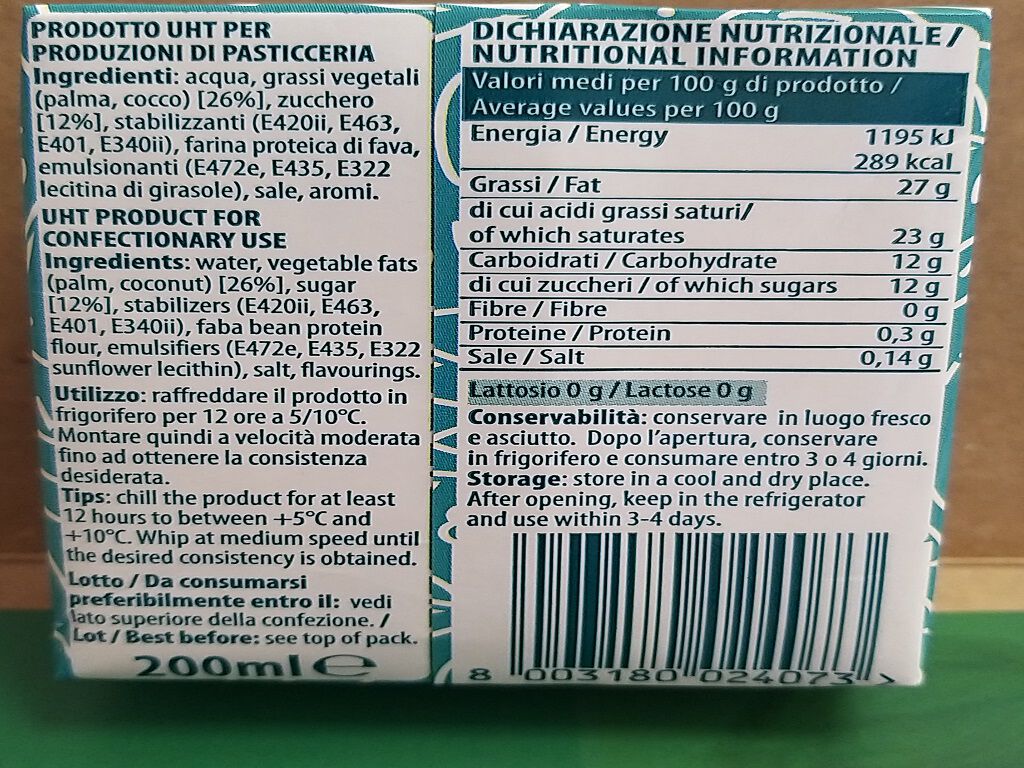 PRODOTTO UHT PER
PRODUZIONI DI PASTICCERIA
Ingredienti: acqua, grassi vegetali
(palma, cocco) [26%], zucchero
[12%], stabilizzanti (E420ii, E463,
E401, E340ii), farina proteica di fava,
emulsionanti (E472e, E435, E322
lecitina di girasole), sale, aromi.
UHT PRODUCT FOR
CONFECTIONARY USE
Ingredients: water, vegetable fats
(palm, coconut) [26%], sugar
[12%], stabilizers (E420ii, E463,
E401, E340ii), faba bean protein
flour, emulsifiers (E472e, E435, E322
sunflower lecithin), salt, flavourings.
Utilizzo: raffreddare il prodotto in
frigorifero per 12 ore a 5/10°C.
Montare quindi a velocità moderata
fino ad ottenere la consistenza
desiderata.
Tips: chill the product for at least
12 hours to between +5°C and
+10°C. Whip at medium speed until
the desired consistency is obtained.
Lotto / Da consumarsi
preferibilmente entro il: vedi
lato superiore della confezione. /
Lot / Best before: see top of pack.
200ml e
DICHIARAZIONE NUTRIZIONALE /
NUTRITIONAL INFORMATION
Valori medi per 100 g di prodotto /
Average values per 100 g
Energia / Energy 1195 kJ
289 kcal
Grassi / Fat 27 g
di cui acidi grassi saturi/
of which saturates 23 g
Carboidrati / Carbohydrate 12 g
di cui zuccheri / of which sugars 12 g
Fibre / Fibre 0 g
Proteine / Protein 0,3 g
Sale / Salt 0,14 g
Lattosio 0 g / Lactose 0 g
Conservabilità: conservare in luogo fresco
e asciutto. Dopo l'apertura, conservare
in frigorifero e consumare entro 3 o 4 giorni.
Storage: store in a cool and dry place.
After opening, keep in the refrigerator
and use within 3-4 days.
8 003180 024073 >